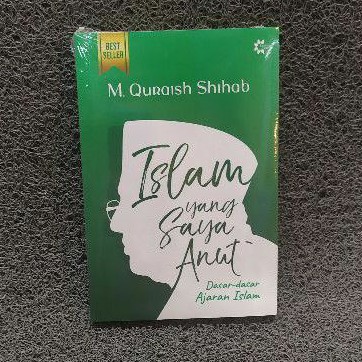 BEST
SELLER
M. Quraish Shihab
Islam
yang
Saya
Anut
Dasar-dasar
Ajaran Islam